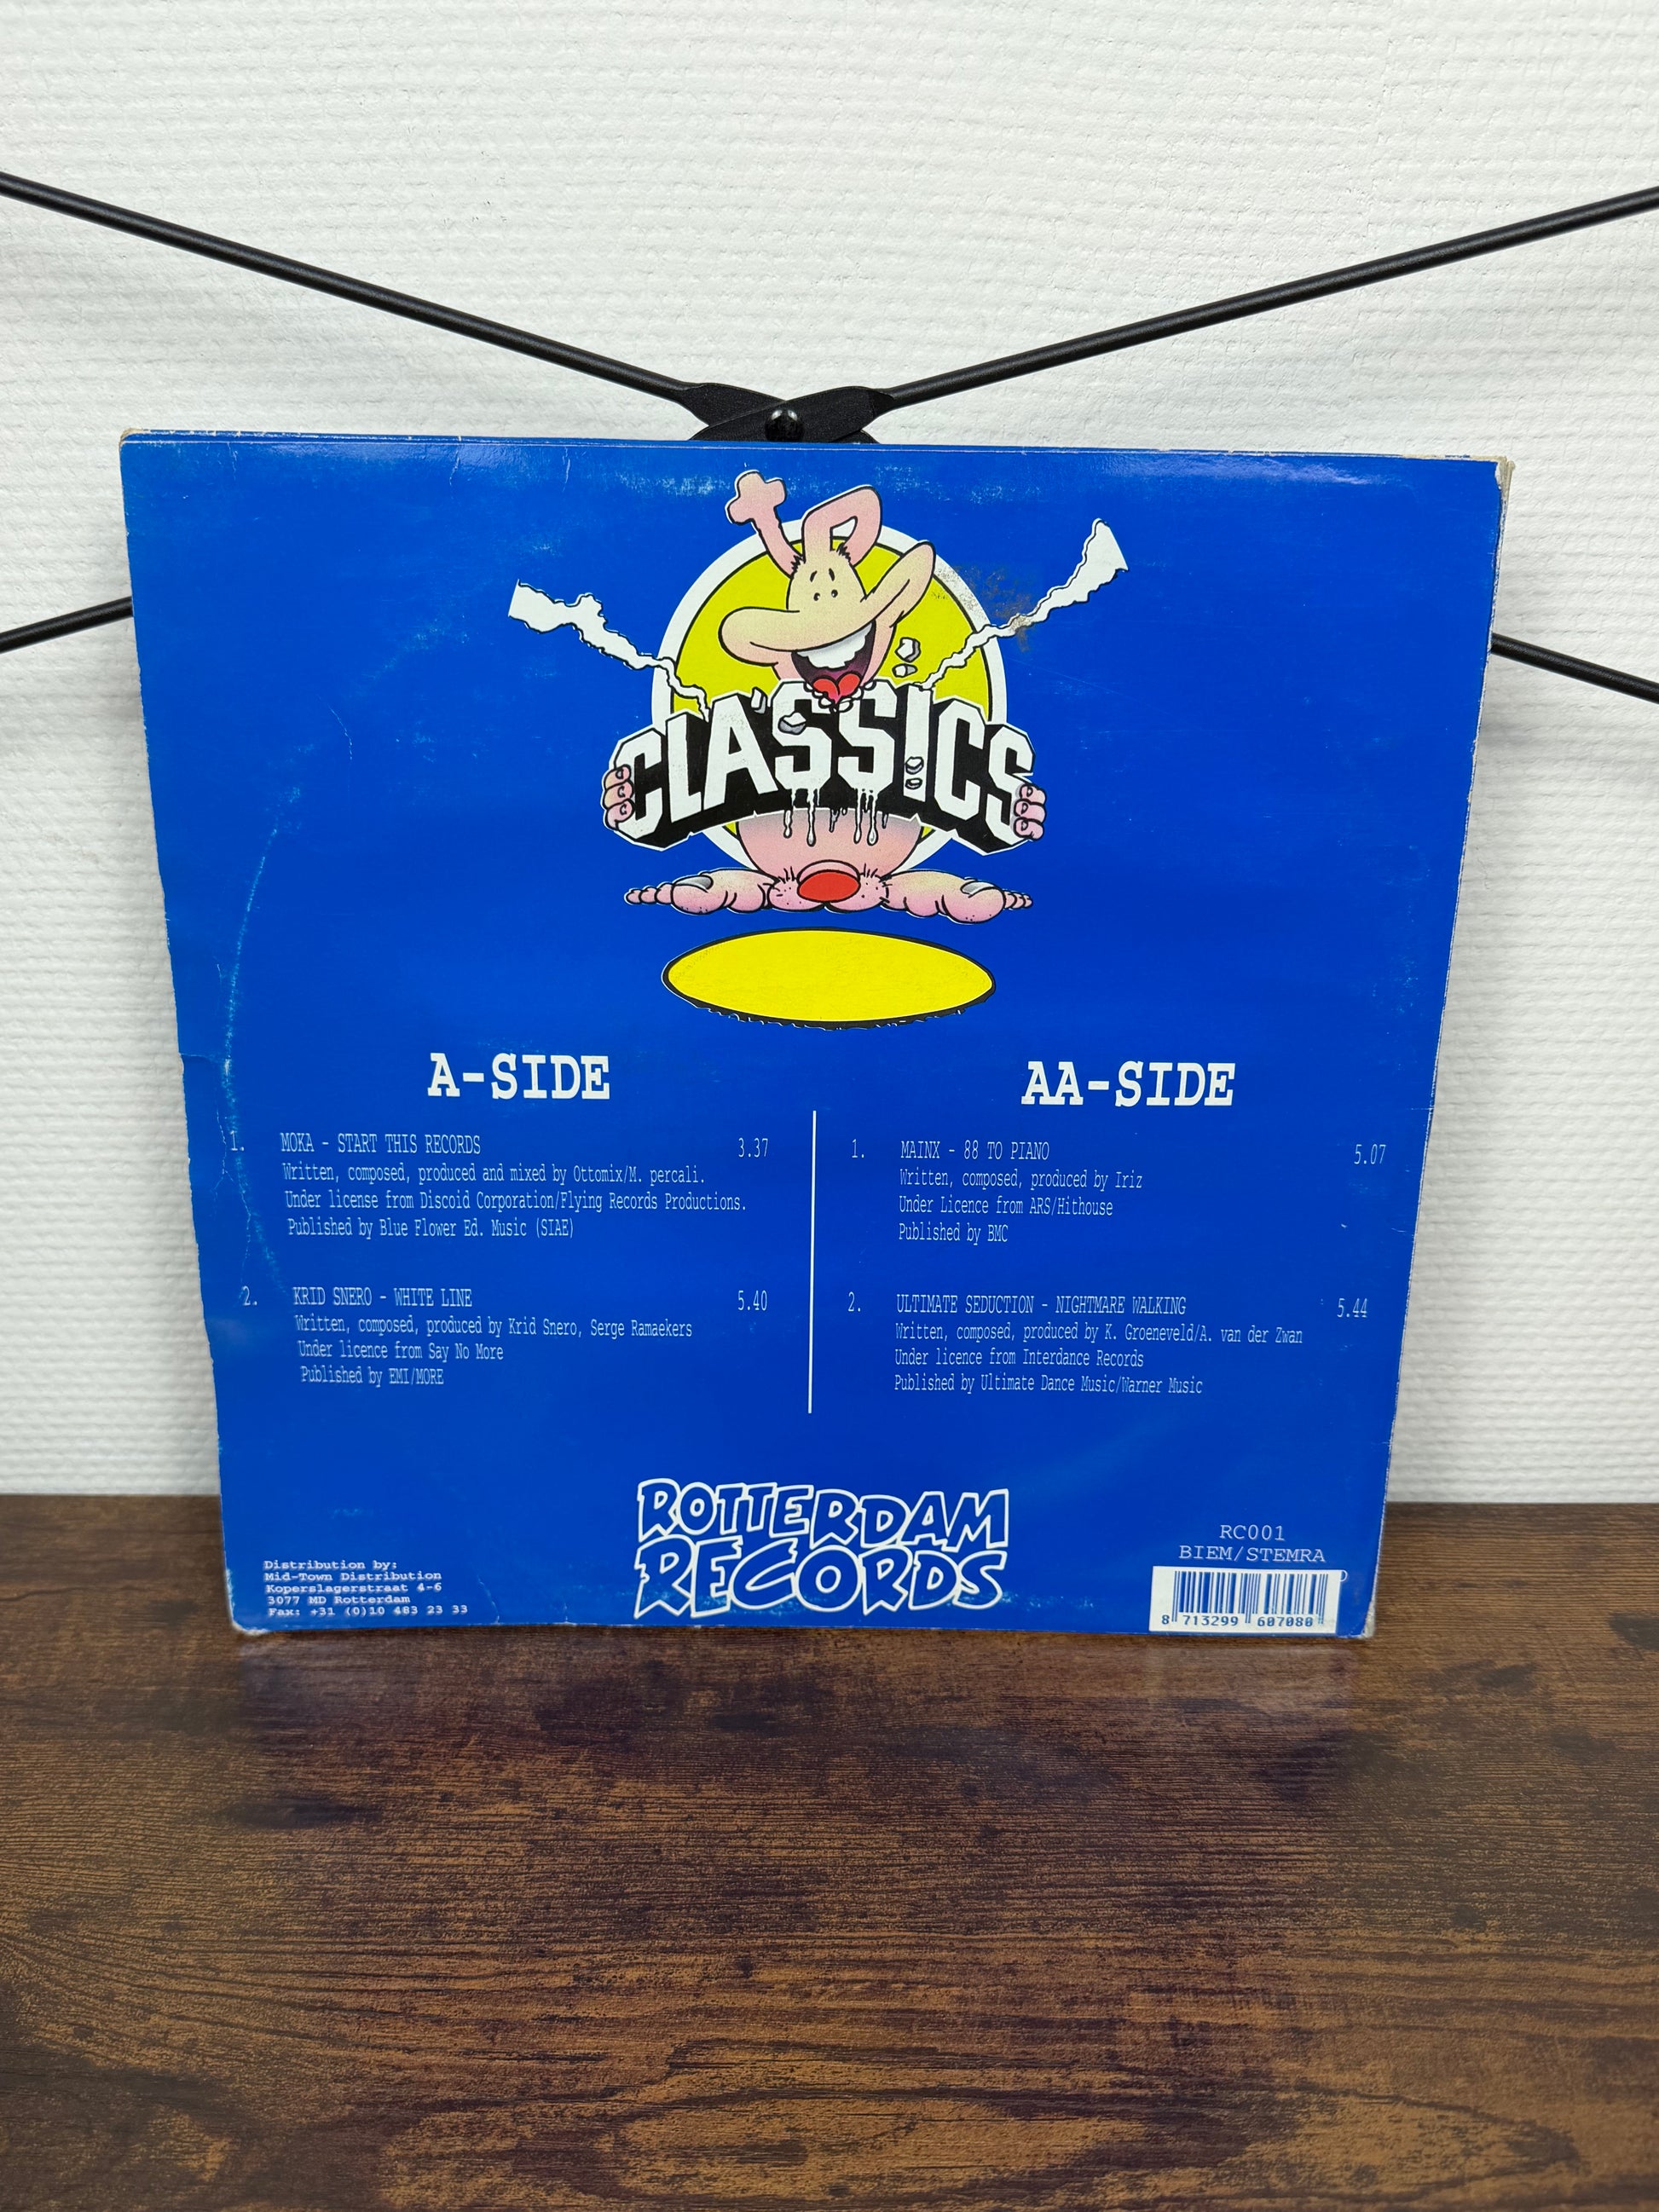 CLASSICS
A-SIDE
1. MOKA - START THIS RECORDS 3.37
Written, composed, produced and mixed by Ottomix/M. percali.
Under license from Discoid Corporation/Flying Records Productions.
Published by Blue Flower Ed. Music (SIAE)
2. KRID SNERO - WHITE LINE 5.40
Written, composed, produced by Krid Snero, Serge Ramaekers
Under licence from Say No More
Published by EMI/MORE
AA-SIDE
1. MAINX - 88 TO PIANO 5.07
Written, composed, produced by Iriz
Under Licence from ARS/Hithouse
Published by BMC
2. ULTIMATE SEDUCTION - NIGHTMARE WALKING 5.44
Written, composed, produced by K. Groeneveld/A. van der Zwan
Under licence from Interdance Records
Published by Ultimate Dance Music/Warner Music
ROTTERDAM
RECORDS
Distribution by:
Mid-Town Distribution
Koperslagerstraat 4-6
3077 MD Rotterdam
Fax: +31 (0)10 483 23 33
RC001
BIEM/STEMRA
8 713299 607080